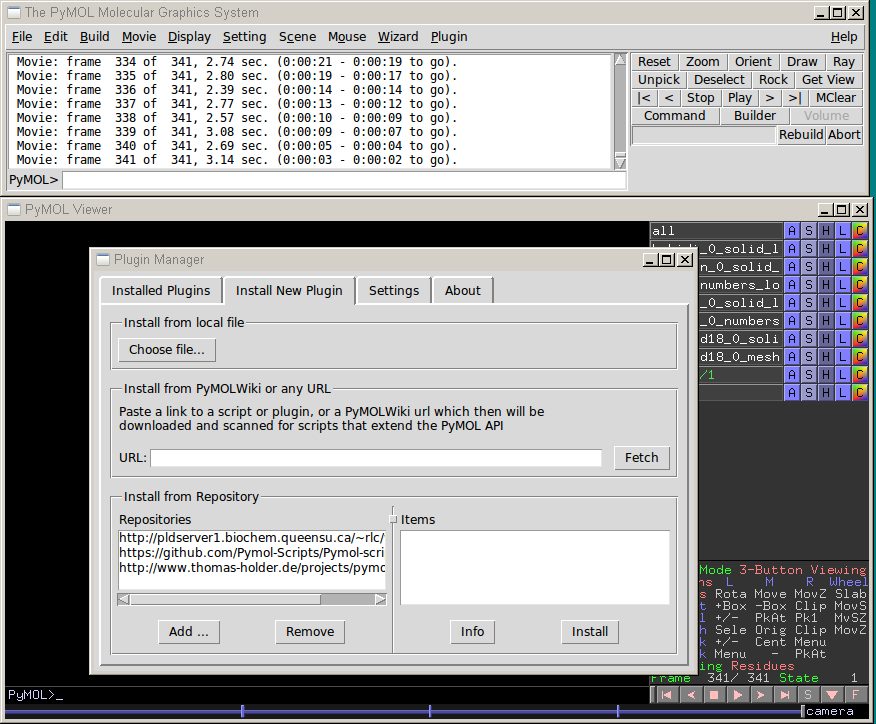 The PyMOL Molecular Graphics System
File Edit Build Movie Display Setting Scene Mouse Wizard Plugin Help
Movie: frame 334 of 341, 2.74 sec. (0:00:21 - 0:00:19 to go).
Movie: frame 335 of 341, 2.80 sec. (0:00:19 - 0:00:17 to go).
Movie: frame 336 of 341, 2.39 sec. (0:00:14 - 0:00:14 to go).
Movie: frame 337 of 341, 2.77 sec. (0:00:13 - 0:00:12 to go).
Movie: frame 338 of 341, 2.57 sec. (0:00:10 - 0:00:09 to go).
Movie: frame 339 of 341, 3.08 sec. (0:00:09 - 0:00:07 to go).
Movie: frame 340 of 341, 2.69 sec. (0:00:05 - 0:00:04 to go).
Movie: frame 341 of 341, 3.14 sec. (0:00:03 - 0:00:02 to go).
PyMOL>
Reset Zoom Orient Draw Ray
Unpick Deselect Rock Get View
|< < Stop Play > >| MClear
Command Builder Volume
Rebuild Abort
PyMOL Viewer
all A S H L C
_0_solid_l A S H L C
n_0_solid_ A S H L C
numbers_lo A S H L C
_0_solid_l A S H L C
_0_numbers A S H L C
d18_0_soli A S H L C
d18_0_mesh A S H L C
/1 A S H L C
A S H L C
Plugin Manager
Installed Plugins Install New Plugin Settings About
Install from local file
Choose file...
Install from PyMOLWiki or any URL
Paste a link to a script or plugin, or a PyMOLWiki url which then will be
downloaded and scanned for scripts that extend the PyMOL API
URL: Fetch
Install from Repository
Repositories
http://pldserver1.biochem.queensu.ca/~rlc/
https://github.com/Pymol-Scripts/Pymol-scri
http://www.thomas-holder.de/projects/pymo
Add ... Remove
Items
Info Install
Mode 3-Button Viewing
ns L M R Wheel
s Rota Move MovZ Slab
t +Box -Box Clip MovS
l +/- PkAt Pk1 MvSZ
h Sele Orig Clip MovZ
k +/- Cent Menu
k Menu - PkAt
ing Residues
Frame 341/ 341 State 1
S F
PyMOL>_
camera